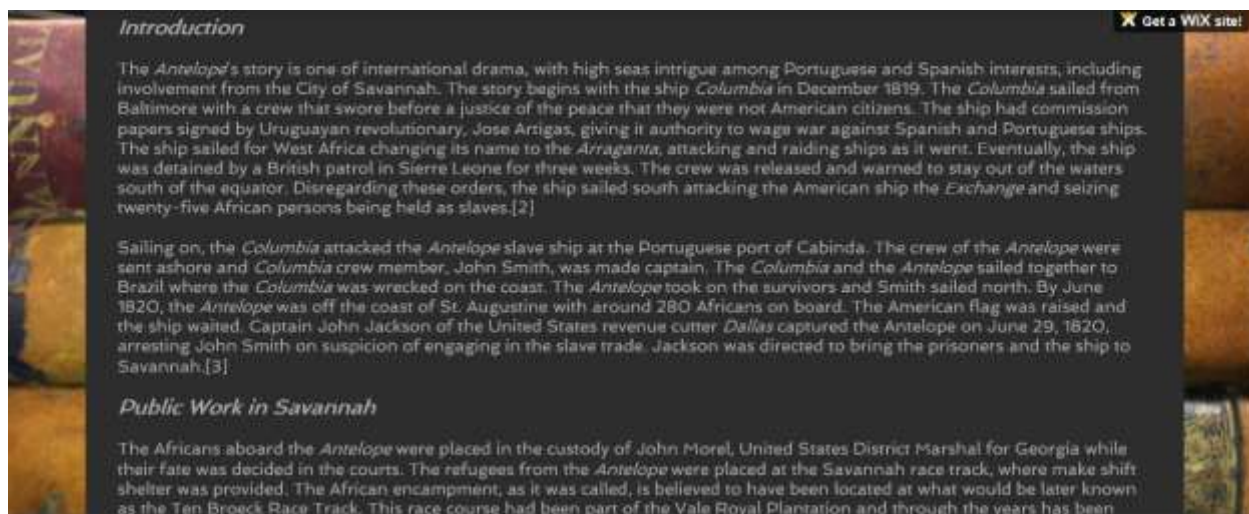 Get a WiX site!
Introduction
The Antelope's story is one of international drama, with high seas intrigue among Portuguese and Spanish interests, including
involvement from the City of Savannah. The story begins with the ship Columbia in December 1819. The Columbia sailed from
Baltimore with a crew that swore before a justice of the peace that they were not American citizens. The ship had commission
papers signed by Uruguayan revolutionary, Jose Artigas, giving it authority to wage war against Spanish and Portuguese ships.
The ship sailed for West Africa changing its name to the Arraganta, attacking and raiding ships as it went. Eventually, the ship
was detained by a British patrol in Sierre Leone for three weeks. The crew was released and warned to stay out of the waters
south of the equator. Disregarding these orders, the ship sailed south attacking the American ship the Exchange and seizing
twenty-five African persons being held as slaves.[2]
Sailing on, the Columbia attacked the Antelope slave ship at the Portuguese port of Cabinda. The crew of the Antelope were
sent ashore and Columbia crew member, John Smith, was made captain. The Columbia and the Antelope sailed together to
Brazil where the Columbia was wrecked on the coast. The Antelope took on the survivors and Smith sailed north. By June
1820, the Antelope was off the coast of St. Augustine with around 280 Africans on board. The American flag was raised and
the ship waited. Captain John Jackson of the United States revenue cutter Dallas captured the Antelope on June 29, 1820,
arresting John Smith on suspicion of engaging in the slave trade. Jackson was directed to bring the prisoners and the ship to
Savannah.[3]
Public Work in Savannah
The Africans aboard the Antelope were placed in the custody of John Morel, United States District Marshal for Georgia while
their fate was decided in the courts. The refugees from the Antelope were placed at the Savannah race track, where make shift
shelter was provided. The African encampment, as it was called, is believed to have been located at what would be later known
as the Ten Broeck Race Track. This race course had been part of the Vale Royal Plantation and through the years has been